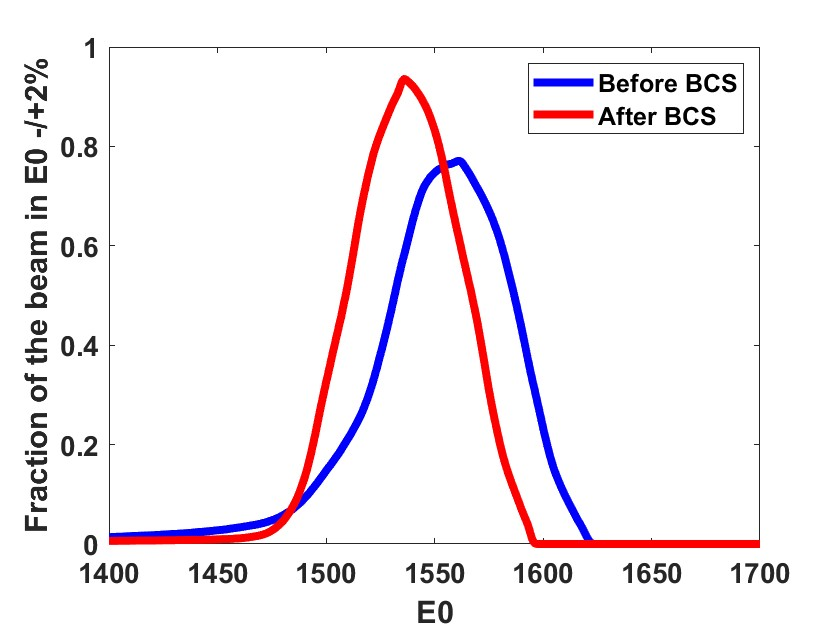 Fraction of the beam in E0 -/+2%
1
0.8
0.6
0.4
0.2
0
Before BCS
After BCS
1400 1450 1500 1550 1600 1650 1700
E0